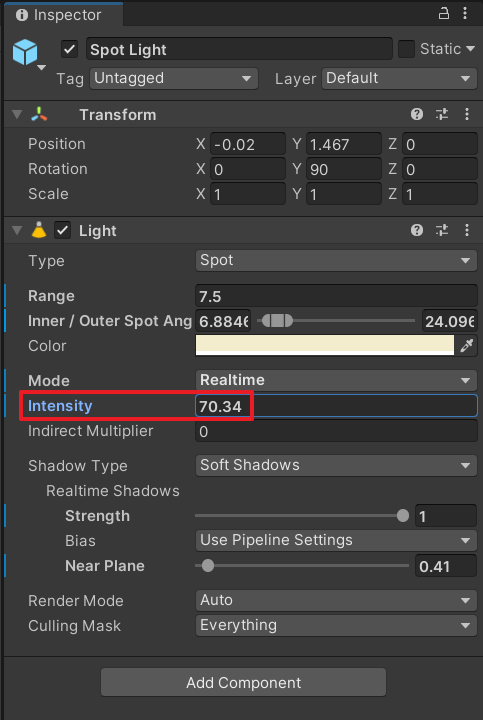 Inspector
Spot Light Static
Tag Untagged Layer Default
Transform
Position X -0.02 Y 1.467 Z 0
Rotation X 0 Y 90 Z 0
Scale X 1 Y 1 Z 1
Light
Type Spot
Range 7.5
Inner / Outer Spot Ang 6.8846 24.096
Color
Mode Realtime
Intensity 70.34
Indirect Multiplier 0
Shadow Type Soft Shadows
Realtime Shadows
Strength 1
Bias Use Pipeline Settings
Near Plane 0.41
Render Mode Auto
Culling Mask Everything
Add Component